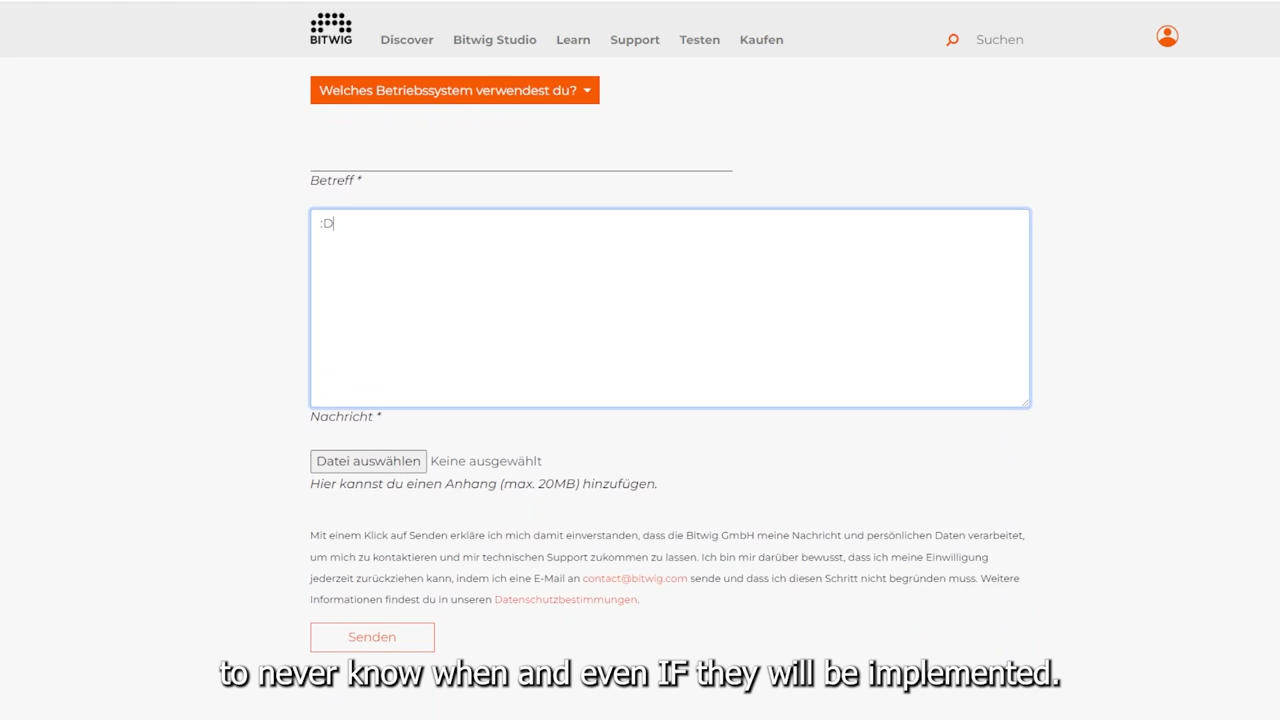 BITWIG
Discover Bitwig Studio Learn Support Testen Kaufen Suchen
Welches Betriebssystem verwendest du?
Betreff *
:D
Nachricht *
Datei auswählen Keine ausgewählt
Hier kannst du einen Anhang (max. 20MB) hinzufügen.
Mit einem Klick auf Senden erkläre ich mich damit einverstanden, dass die Bitwig GmbH meine Nachricht und persönlichen Daten verarbeitet,
um mich zu kontaktieren und mir technischen Support zukommen zu lassen. Ich bin mir darüber bewusst, dass ich meine Einwilligung
jederzeit zurückziehen kann, indem ich eine E-Mail an contact@bitwig.com sende und dass ich diesen Schritt nicht begründen muss. Weitere
Informationen findest du in unseren Datenschutzbestimmungen.
Senden
to never know when and even IF they will be implemented.